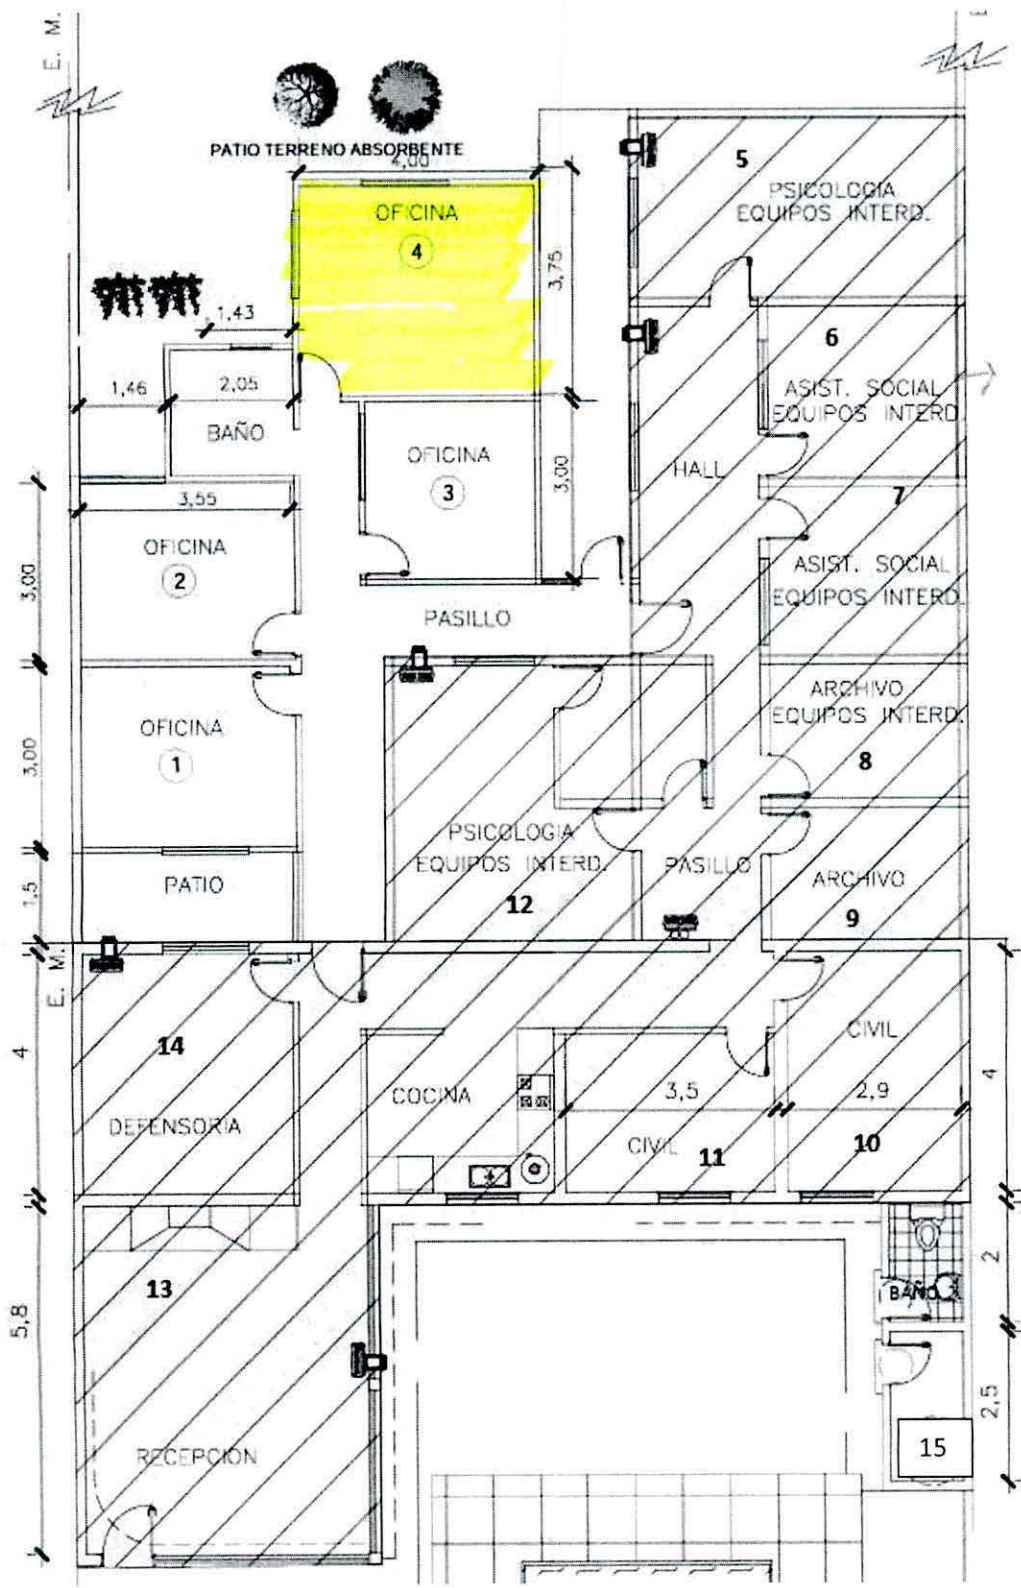 E. M.
PATIO TERRENO ABSORBENTE
4,00
OFICINA
4
3,75
5
PSICOLOGIA
EQUIPOS INTERD.
1,43
6
ASIST. SOCIAL
EQUIPOS INTERD.
1,46
2,05
BAÑO
OFICINA
3
3,00
HALL
3,55
7
ASIST. SOCIAL
EQUIPOS INTERD.
OFICINA
2
3,00
PASILLO
ARCHIVO
EQUIPOS INTERD.
8
OFICINA
1
3,00
PSICOLOGIA
EQUIPOS INTERD.
12
PASILLO
ARCHIVO
9
PATIO
1,5
E. M.
14
DEFENSORIA
4
COCINA
3,5
CIVIL
11
CIVIL
2,9
10
4
13
5,8
BAÑO
2
RECEPCION
15
2,5